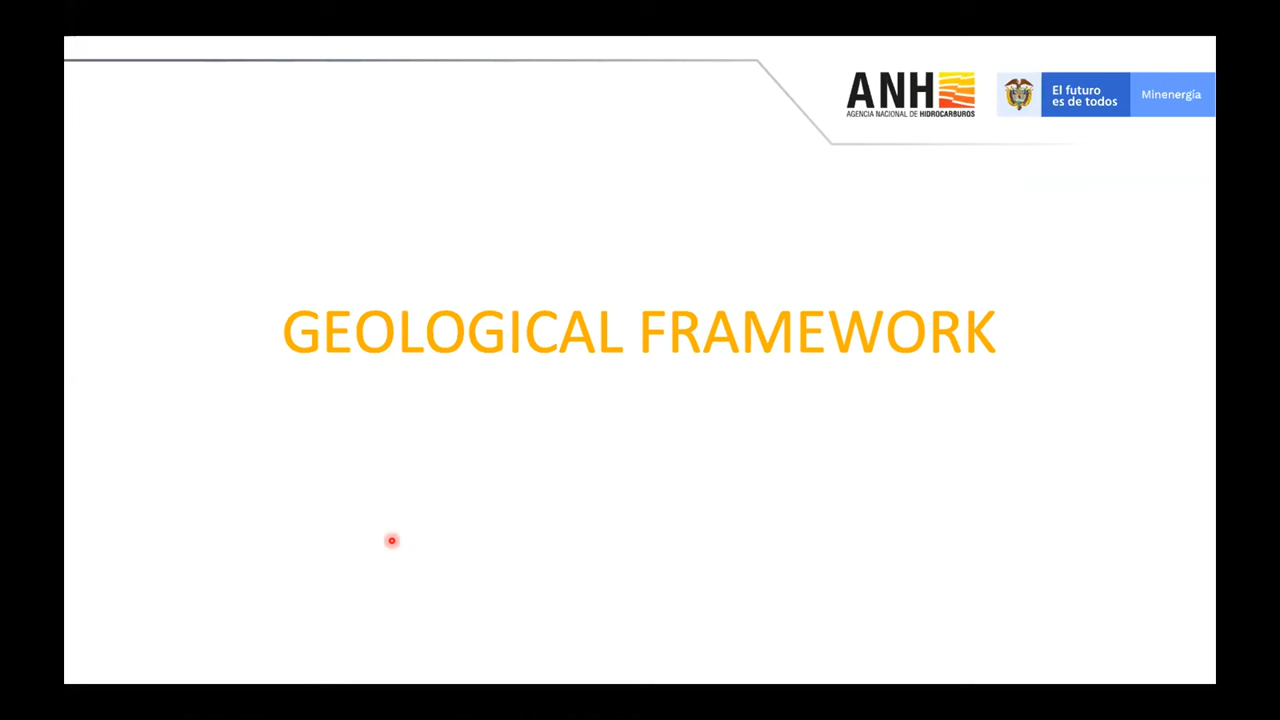 ANH
AGENCIA NACIONAL DE HIDROCARBUROS
El futuro
es de todos
Minenergía
GEOLOGICAL FRAMEWORK